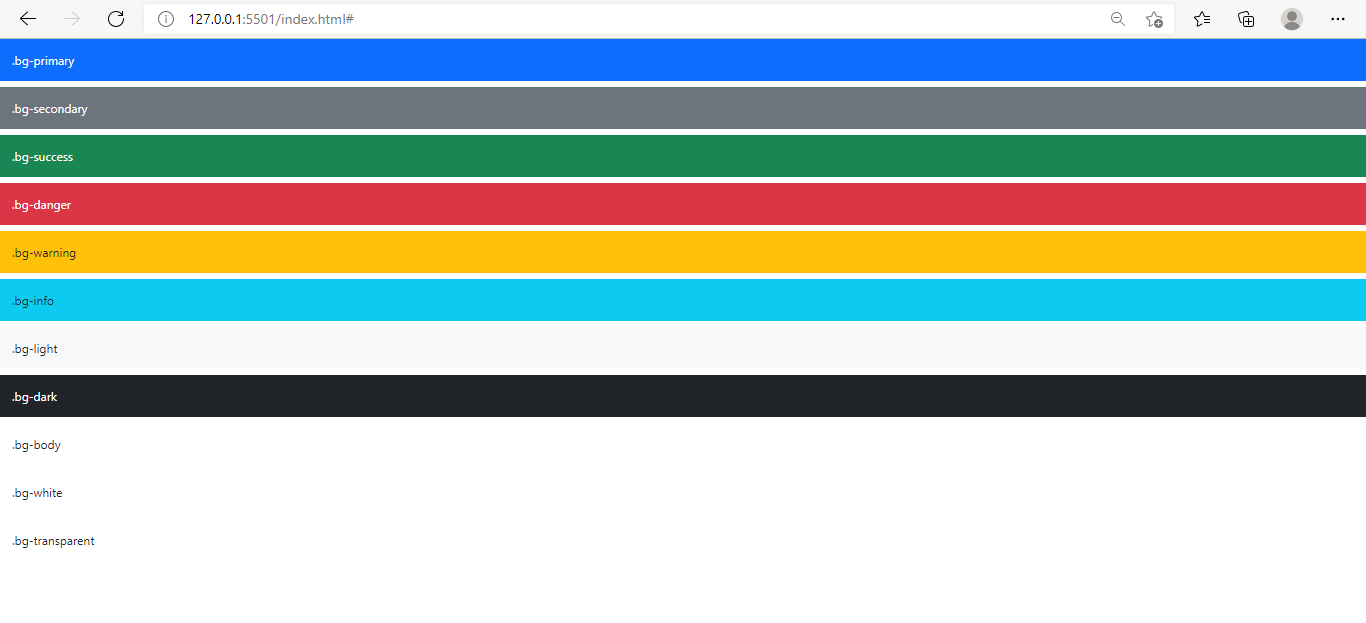 127.0.0.1:5501/index.html#
.bg-primary
.bg-secondary
.bg-success
.bg-danger
.bg-warning
.bg-info
.bg-light
.bg-dark
.bg-body
.bg-white
.bg-transparent